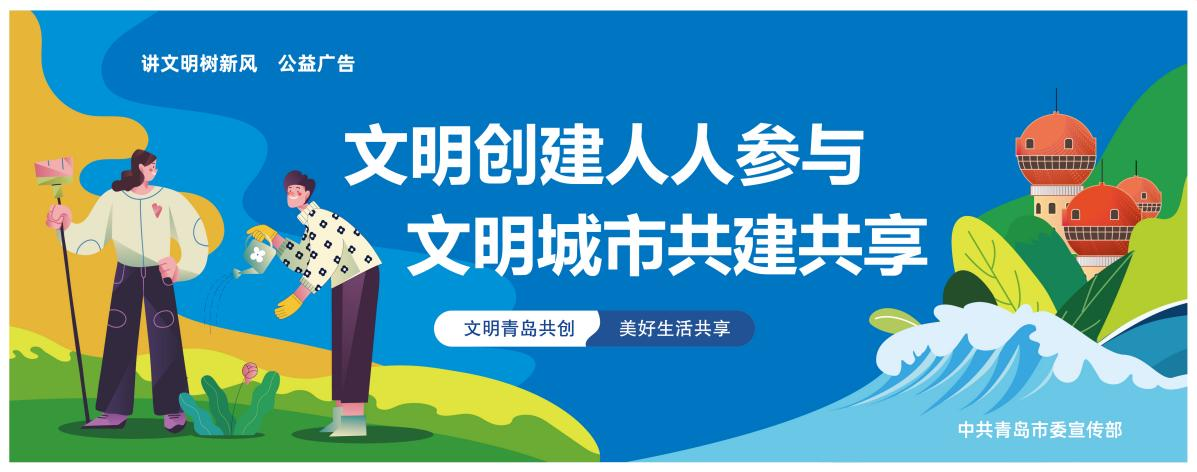 讲文明树新风 公益广告
文明创建人人参与
文明城市共建共享
文明青岛共创 美好生活共享
中共青岛市委宣传部